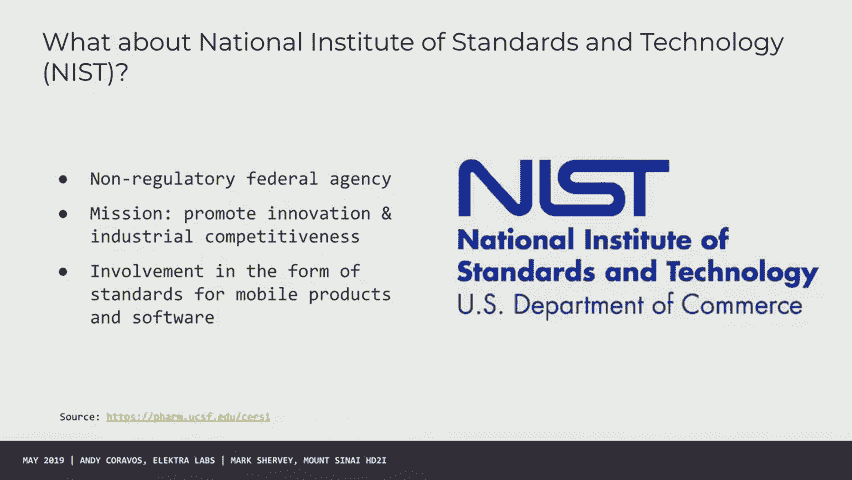 What about National Institute of Standards and Technology
(NIST)?
● Non-regulatory federal agency
● Mission: promote innovation &
industrial competitiveness
● Involvement in the form of
standards for mobile products
and software
NIST
National Institute of
Standards and Technology
U.S. Department of Commerce
Source: https://pharm.ucsf.edu/cersi
MAY 2019 | ANDY CORAVOS, ELEKTRA LABS | MARK SHERVEY, MOUNT SINAI HD2I